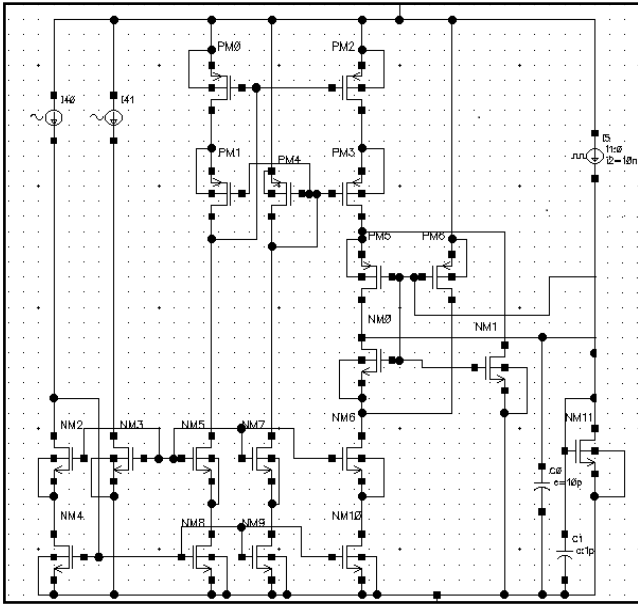 PM0
PM2
I40
I41
I5
I1:0
I2=10n
PM1
PM4
PM3
PM5
PM6
NM0
NM1
NM2
NM3
NM5
NM7
NM6
NM11
C0
c=10p
NM4
NM8
NM9
NM10
C1
c:1p